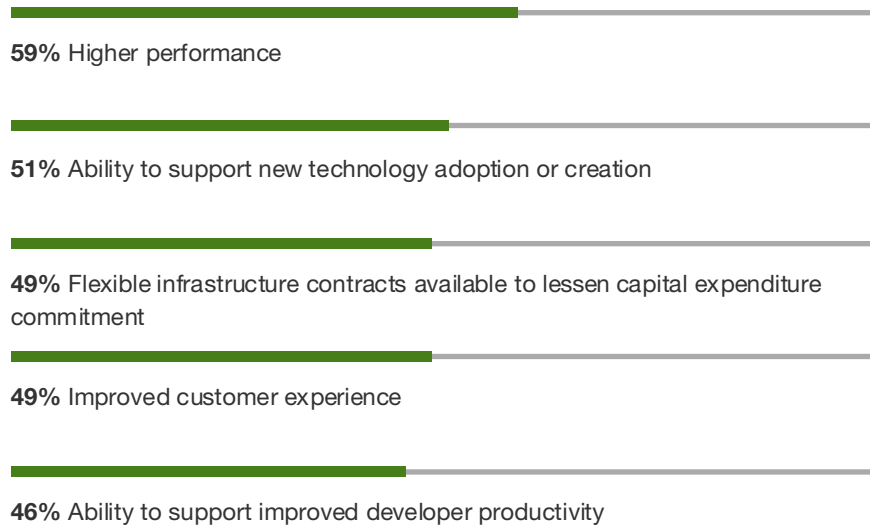 59% Higher performance
51% Ability to support new technology adoption or creation
49% Flexible infrastructure contracts available to lessen capital expenditure
commitment
49% Improved customer experience
46% Ability to support improved developer productivity